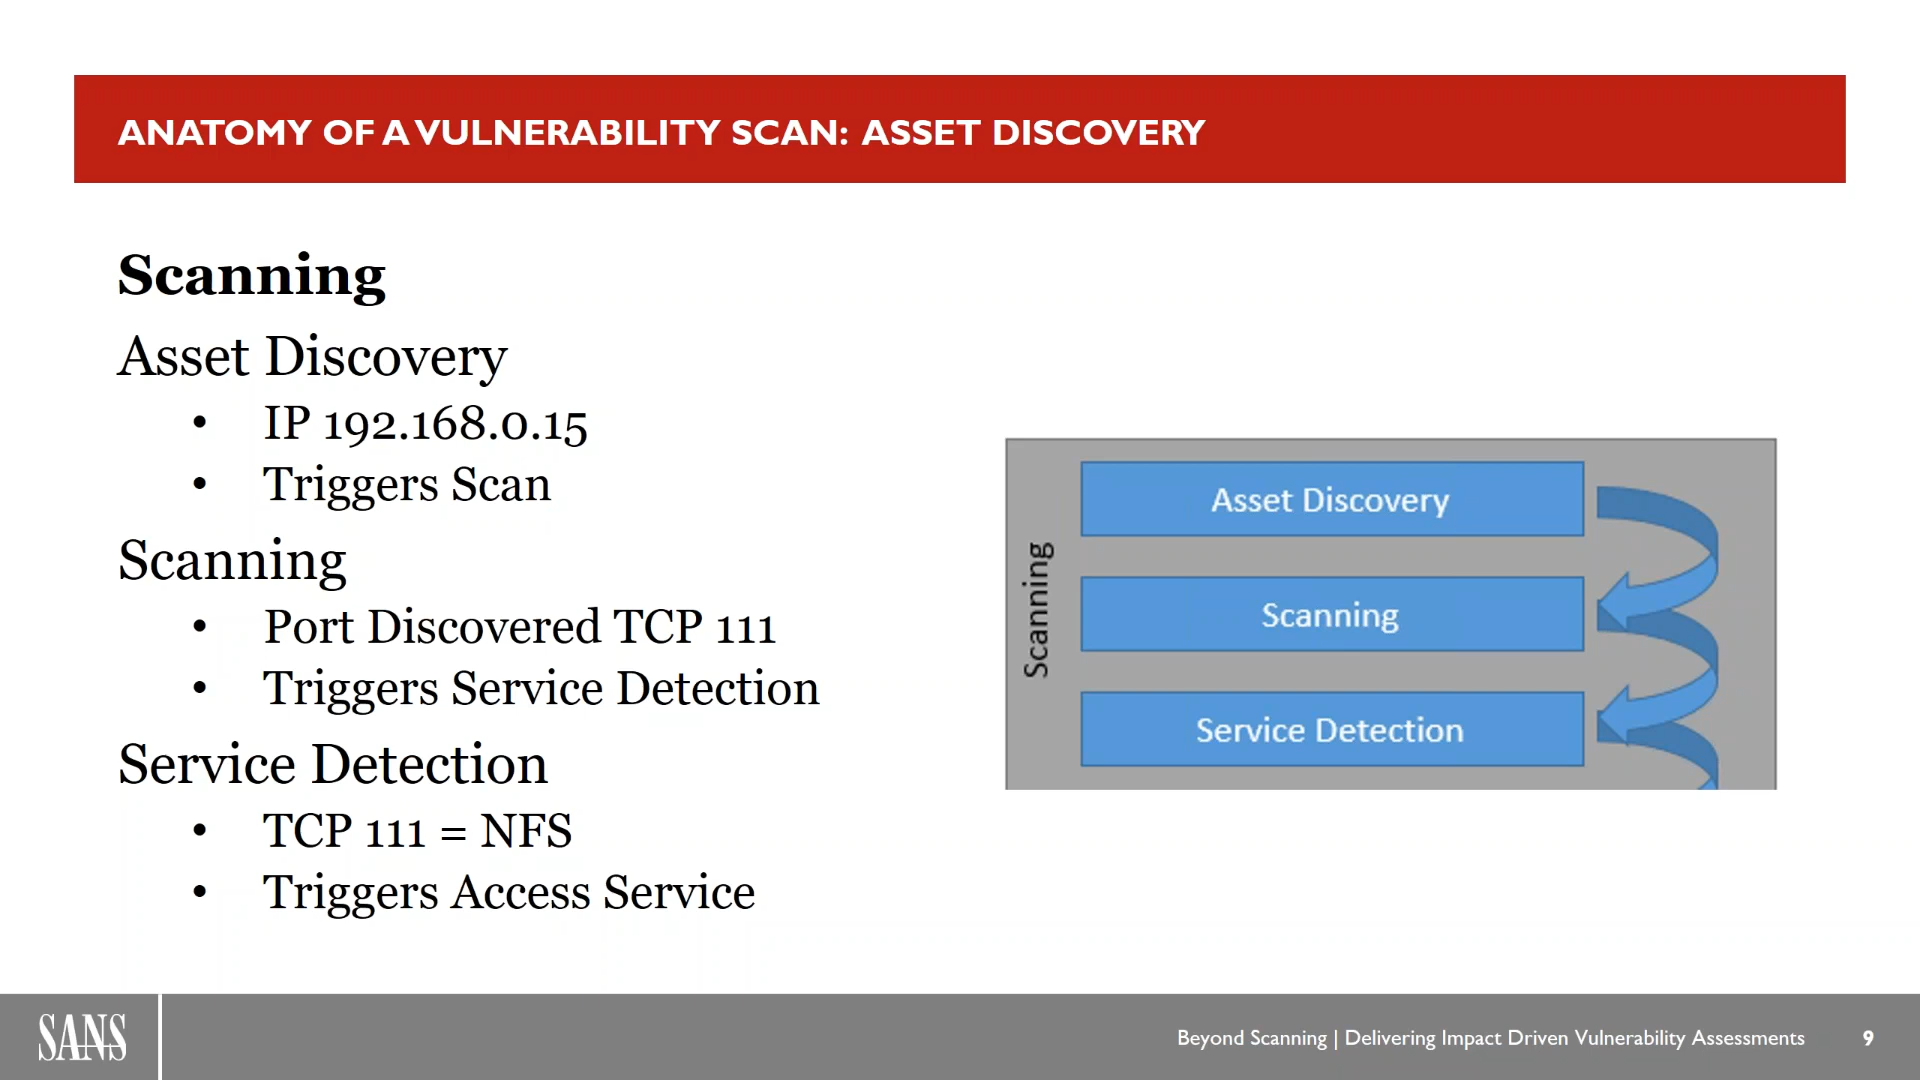 ANATOMY OF A VULNERABILITY SCAN: ASSET DISCOVERY
Scanning
Asset Discovery
• IP 192.168.0.15
• Triggers Scan
Scanning
• Port Discovered TCP 111
• Triggers Service Detection
Service Detection
• TCP 111 = NFS
• Triggers Access Service
Scanning
Asset Discovery
Scanning
Service Detection
SANS
Beyond Scanning | Delivering Impact Driven Vulnerability Assessments
9